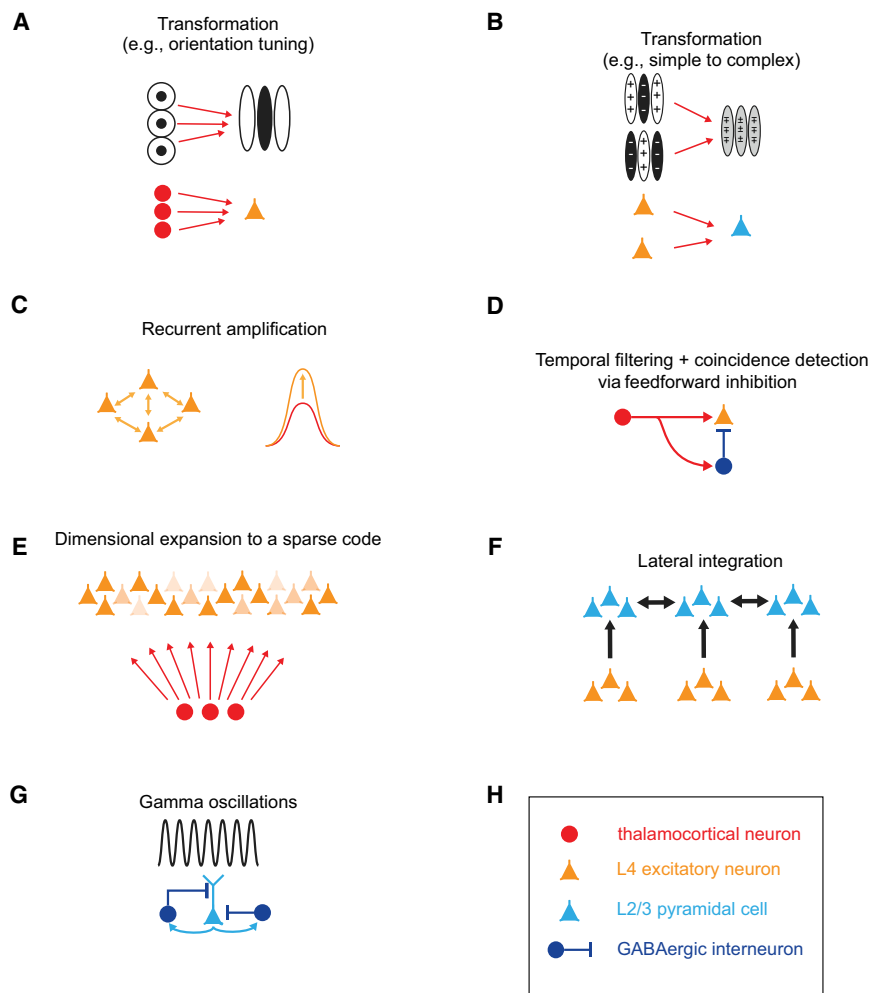 A
Transformation
(e.g., orientation tuning)
B
Transformation
(e.g., simple to complex)
C
Recurrent amplification
D
Temporal filtering + coincidence detection
via feedforward inhibition
E
Dimensional expansion to a sparse code
F
Lateral integration
G
Gamma oscillations
H
thalamocortical neuron
L4 excitatory neuron
L2/3 pyramidal cell
GABAergic interneuron